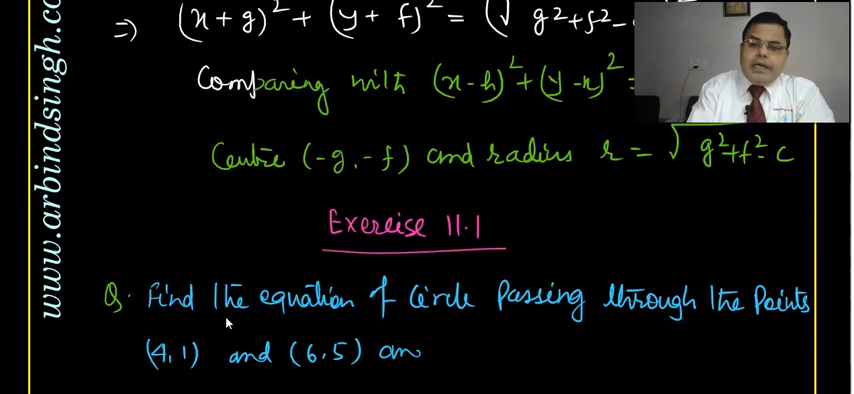 www.arbindsingh.co
⇒ (x + g)² + (y + f)² = (√ g²+f²-
Comparing with (x - h)² + (y - k)² =
Centre (-g, -f) and radius r = √ g²+f²- c
Exercise 11.1
Q. Find the equation of circle passing through the points
(4,1) and (6,5) an